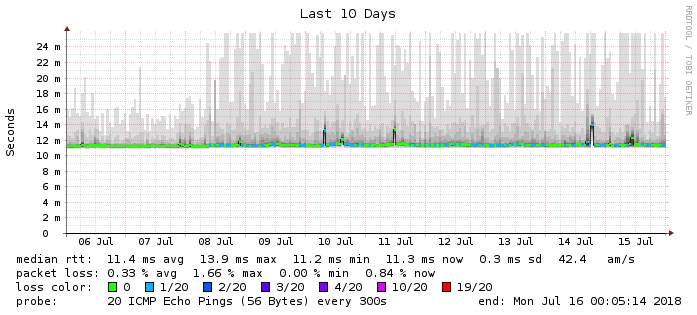 Last 10 Days
RRDTOOL / TOBI OETIKER
Seconds
24 m
22 m
20 m
18 m
16 m
14 m
12 m
10 m
8 m
6 m
4 m
2 m
0
06 Jul 07 Jul 08 Jul 09 Jul 10 Jul 11 Jul 12 Jul 13 Jul 14 Jul 15 Jul
median rtt: 11.4 ms avg 13.9 ms max 11.2 ms min 11.3 ms now 0.3 ms sd 42.4 am/s
packet loss: 0.33 % avg 1.66 % max 0.00 % min 0.84 % now
loss color: 0 1/20 2/20 3/20 4/20 10/20 19/20
probe: 20 ICMP Echo Pings (56 Bytes) every 300s end: Mon Jul 16 00:05:14 2018